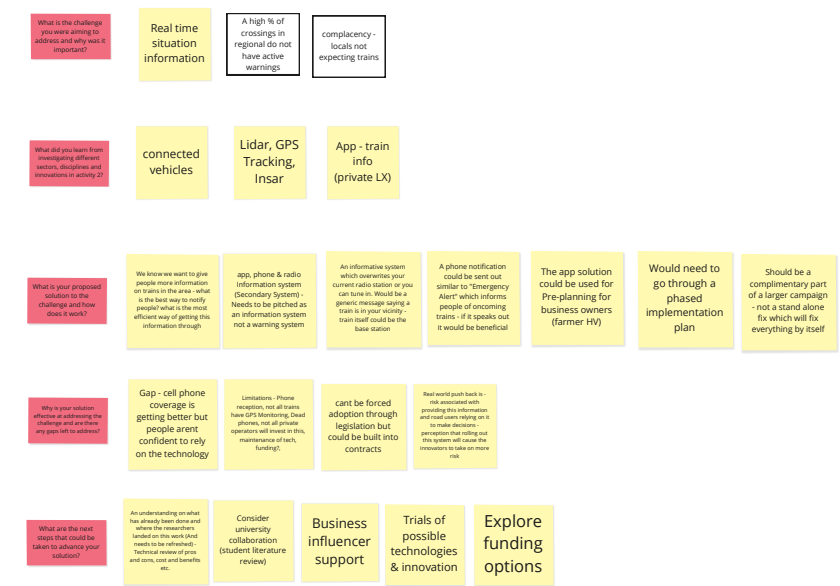 What is the challenge
you were aiming to
address and why was it
important?
Real time
situation
information
A high % of
crossings in
regional do not
have active
warnings
complacency -
locals not
expecting trains
What did you learn from
investigating different
sectors, disciplines and
innovations in activity 2?
connected
vehicles
Lidar, GPS
Tracking,
Insar
App - train
info
(private LX)
What is your proposed
solution to the
challenge and how
does it work?
We know we want to give
people more information
on trains in the area - what
is the best way to notify
people? what is the most
efficient way of getting this
information through
app, phone & radio
Information system
(Secondary System) -
Needs to be pitched as
an information system
not a warning system
An informative system
which overwrites your
current radio station or you
can tune in. Would be a
generic message saying a
train is in your vicinity -
train itself could be the
base station
A phone notification
could be sent out
similar to "Emergency
Alert" which informs
people of oncoming
trains - if it speaks out
it would be beneficial
The app solution
could be used for
Pre-planning for
business owners
(farmer HV)
Would need to
go through a
phased
implementation
plan
Should be a
complimentary part
of a larger campaign
- not a stand alone
fix which will fix
everything by itself
Why is your solution
effective at addressing the
challenge and are there
any gaps left to address?
Gap - cell phone
coverage is
getting better but
people arent
confident to rely
on the technology
Limitations - Phone
reception, not all trains
have GPS Monitoring, Dead
phones, not all private
operators will invest in this,
maintenance of tech,
funding?,
cant be forced
adoption through
legislation but
could be built into
contracts
Real world push back is -
risk associated with
providing this information
and road users relying on it
to make decisions -
perception that rolling out
this system will cause the
innovators to take on more
risk
What are the next
steps that could be
taken to advance your
solution?
An understanding on what
has already been done and
where the researchers
landed on this work (And
needs to be refreshed) -
Technical review of pros
and cons, cost and benefits
etc.
Consider
university
collaboration
(student literature
review)
Business
influencer
support
Trials of
possible
technologies
& innovation
Explore
funding
options